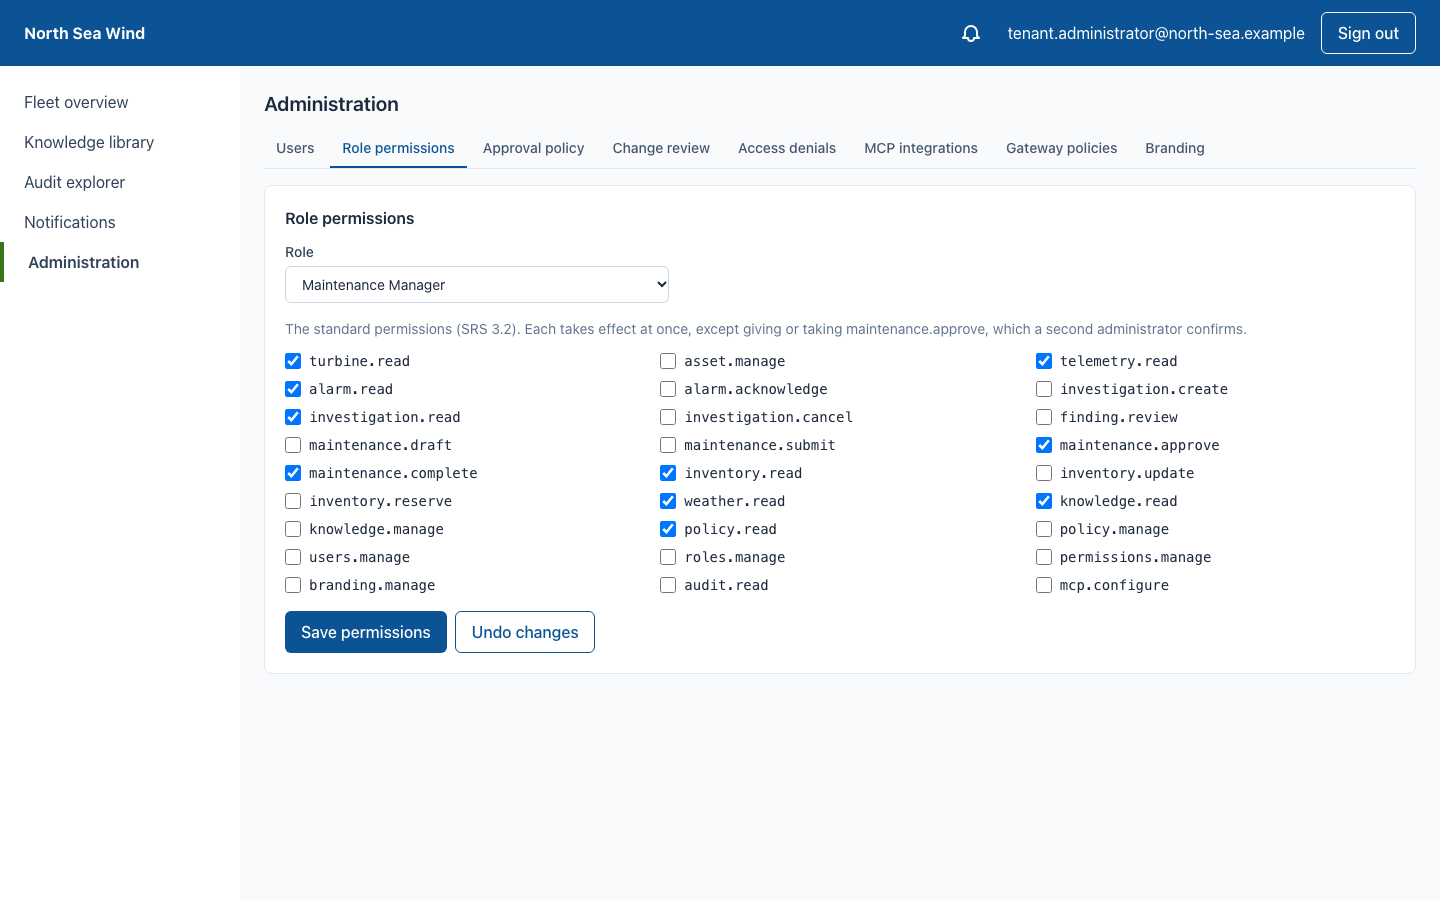 North Sea Wind
tenant.administrator@north-sea.example
Sign out
Fleet overview
Knowledge library
Audit explorer
Notifications
Administration
Administration
Users
Role permissions
Approval policy
Change review
Access denials
MCP integrations
Gateway policies
Branding
Role permissions
Role
Maintenance Manager
The standard permissions (SRS 3.2). Each takes effect at once, except giving or taking maintenance.approve, which a second administrator confirms.
turbine.read asset.manage telemetry.read
alarm.read alarm.acknowledge investigation.create
investigation.read investigation.cancel finding.review
maintenance.draft maintenance.submit maintenance.approve
maintenance.complete inventory.read inventory.update
inventory.reserve weather.read knowledge.read
knowledge.manage policy.read policy.manage
users.manage roles.manage permissions.manage
branding.manage audit.read mcp.configure
Save permissions Undo changes